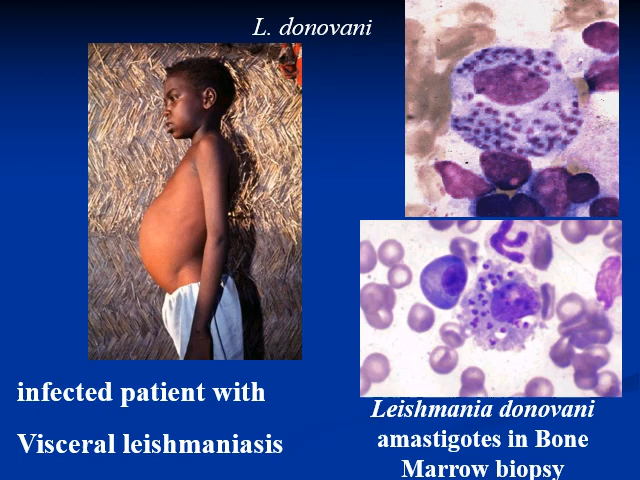 L. donovani
infected patient with
Visceral leishmaniasis
Leishmania donovani
amastigotes in Bone
Marrow biopsy